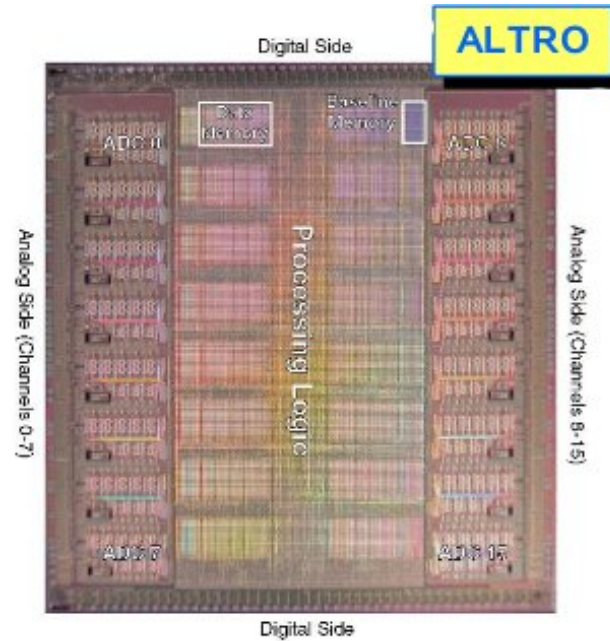 Digital Side
ALTRO
Data
Memory
Baseline
Memory
ADC 0
ADC 8
Analog Side (Channels 0-7)
Processing Logic
Analog Side (Channels 8-15)
ADC 7
ADC 15
Digital Side